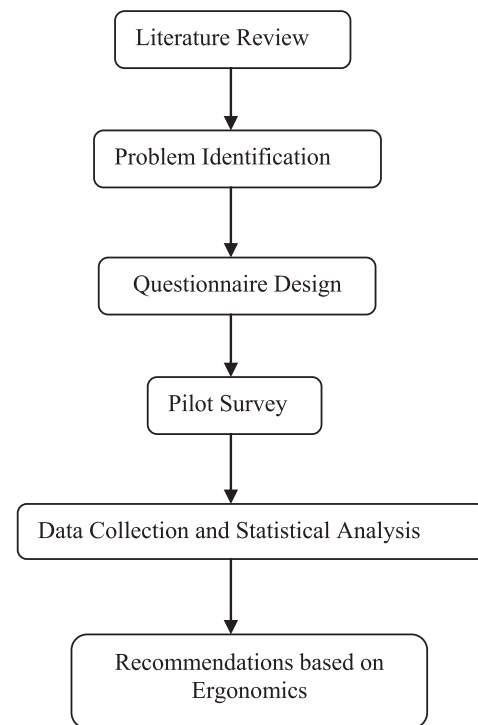 Literature Review
Problem Identification
Questionnaire Design
Pilot Survey
Data Collection and Statistical Analysis
Recommendations based on
Ergonomics